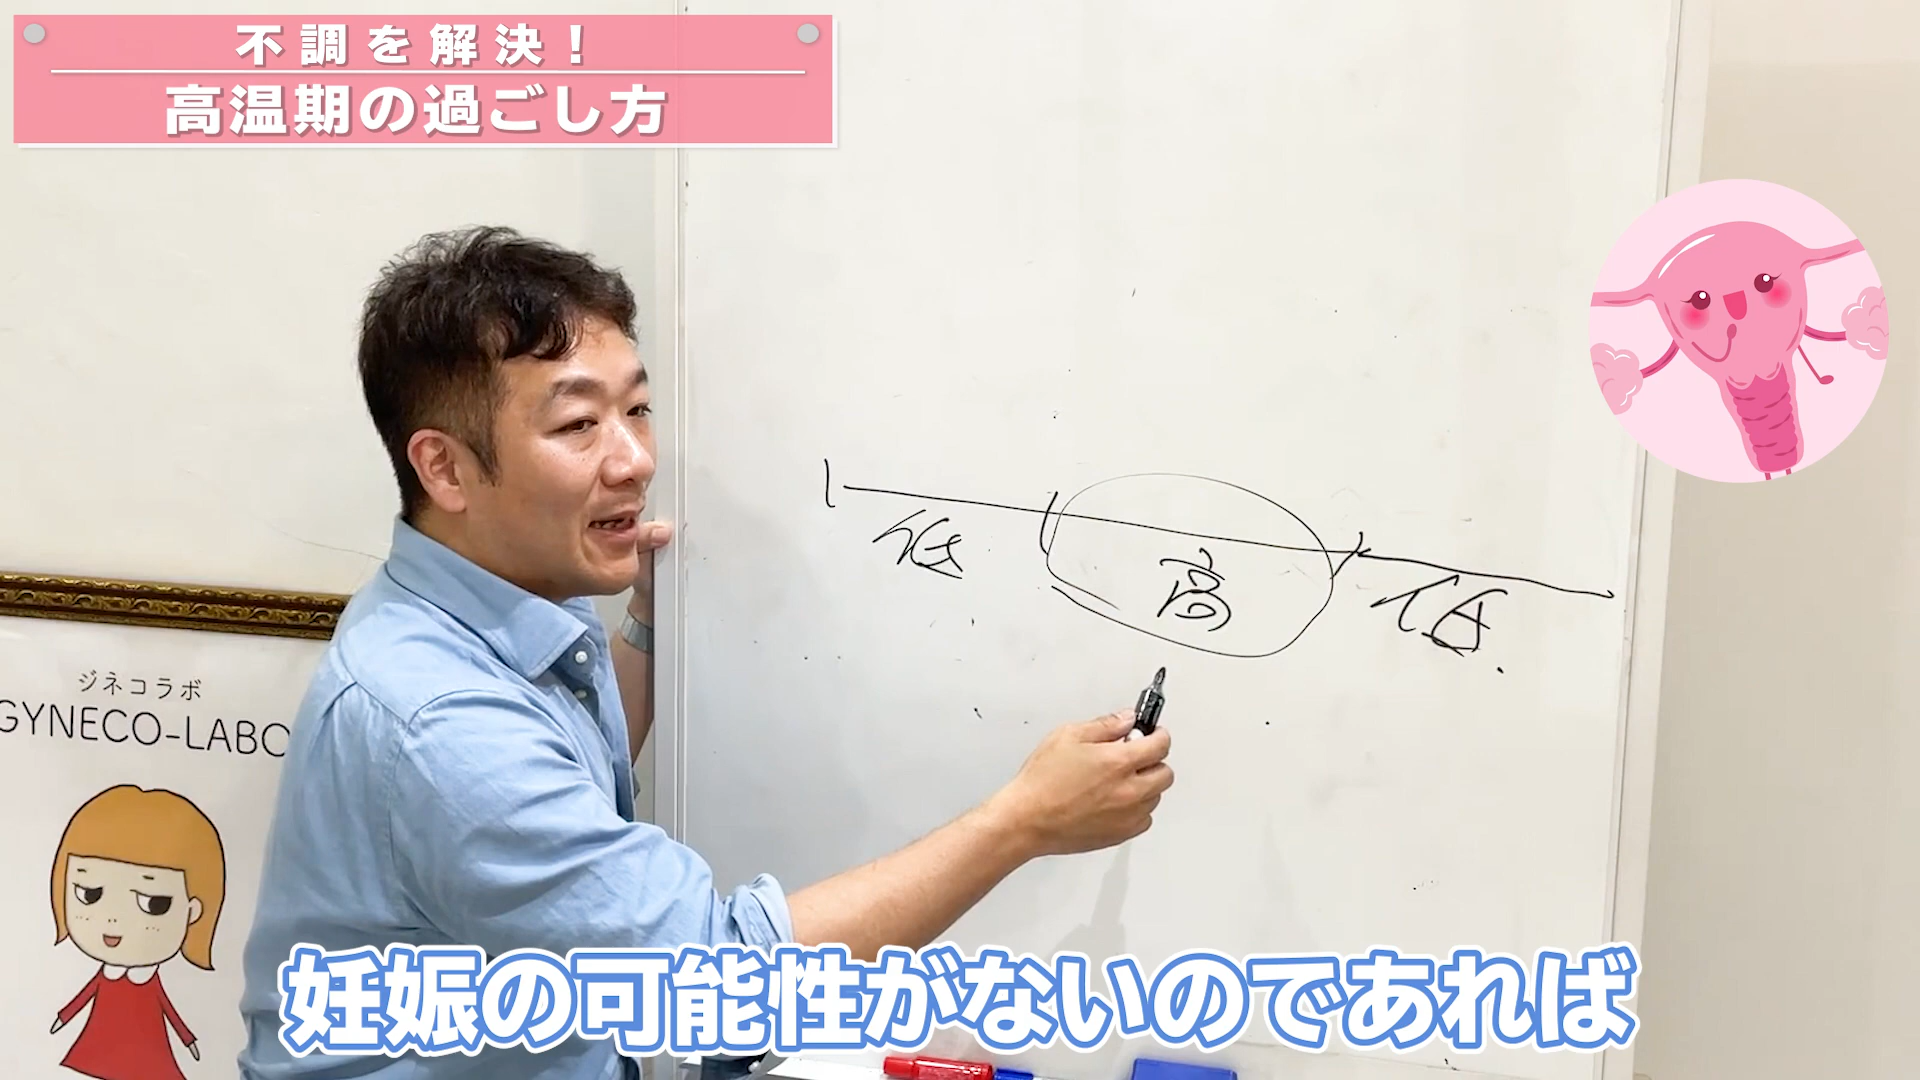 不調を解決！
高温期の過ごし方
低
高
低
ジネコラボ
GYNECO-LABO
妊娠の可能性がないのであれば